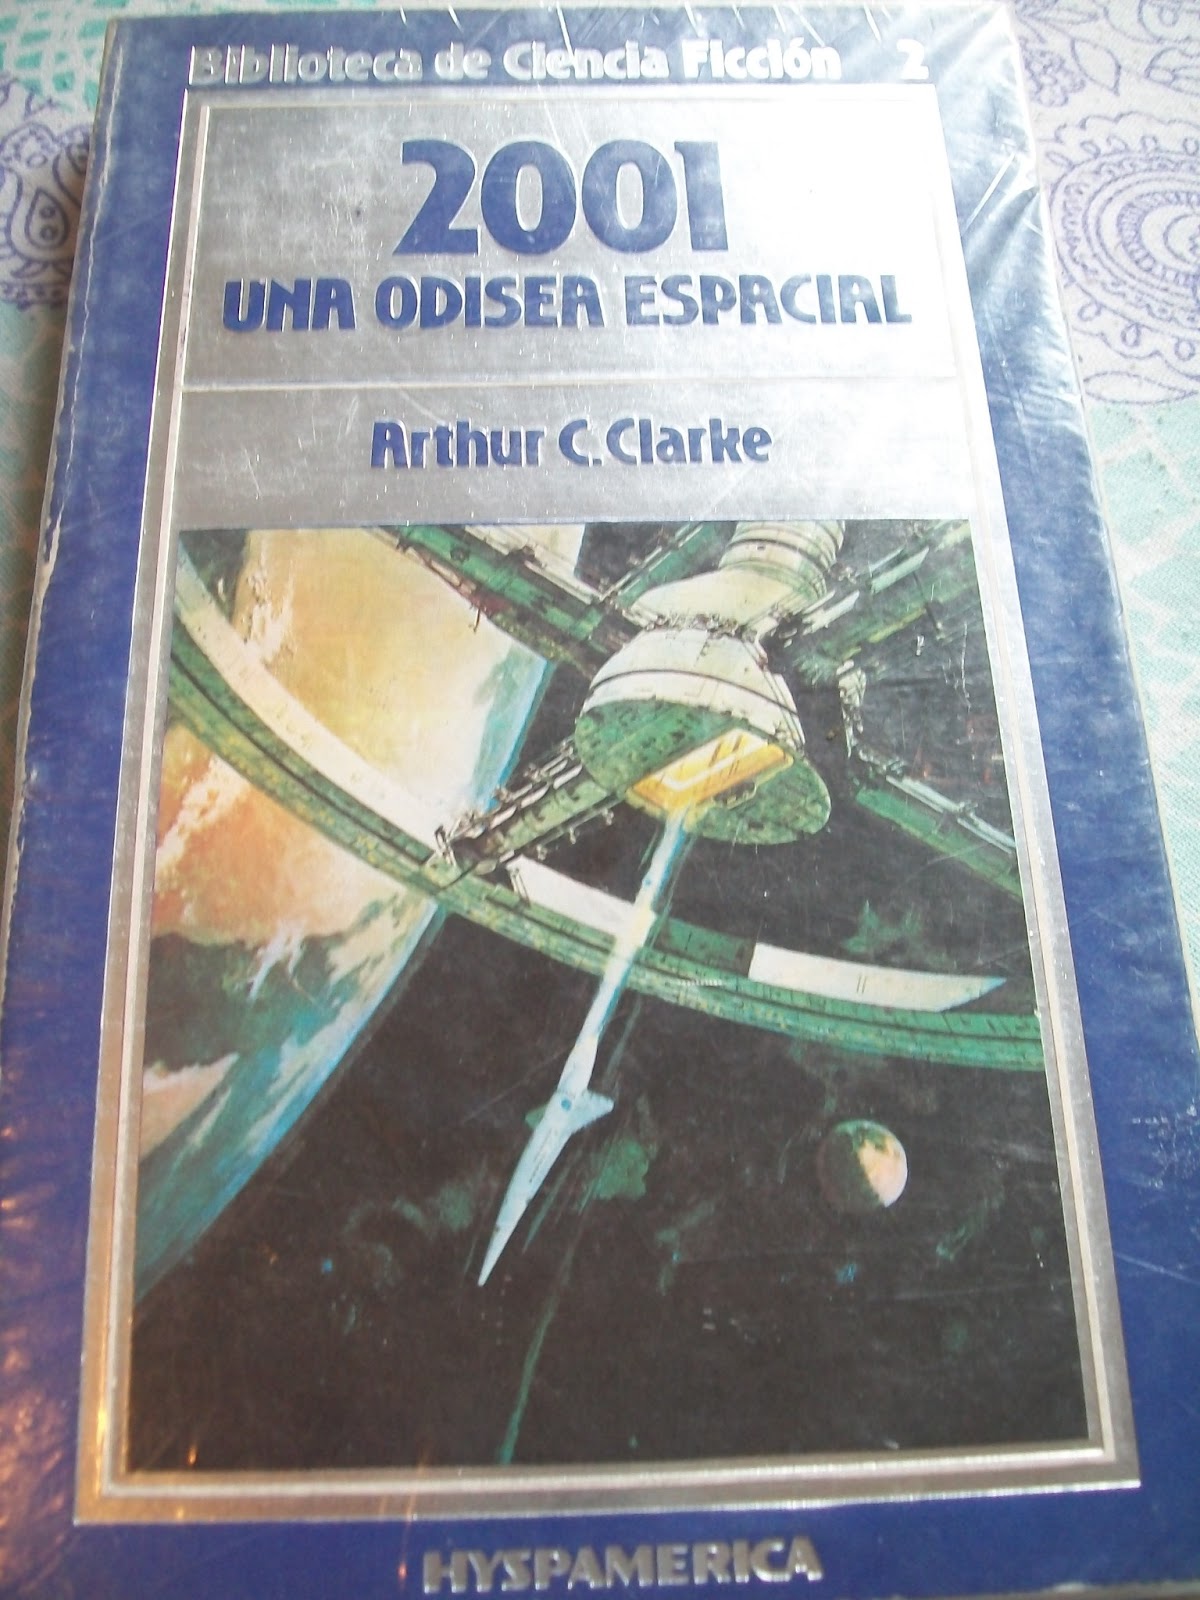 Biblioteca de Ciencia Ficción 2
2001
UNA ODISEA ESPACIAL
Arthur C. Clarke
HYSPAMERICA